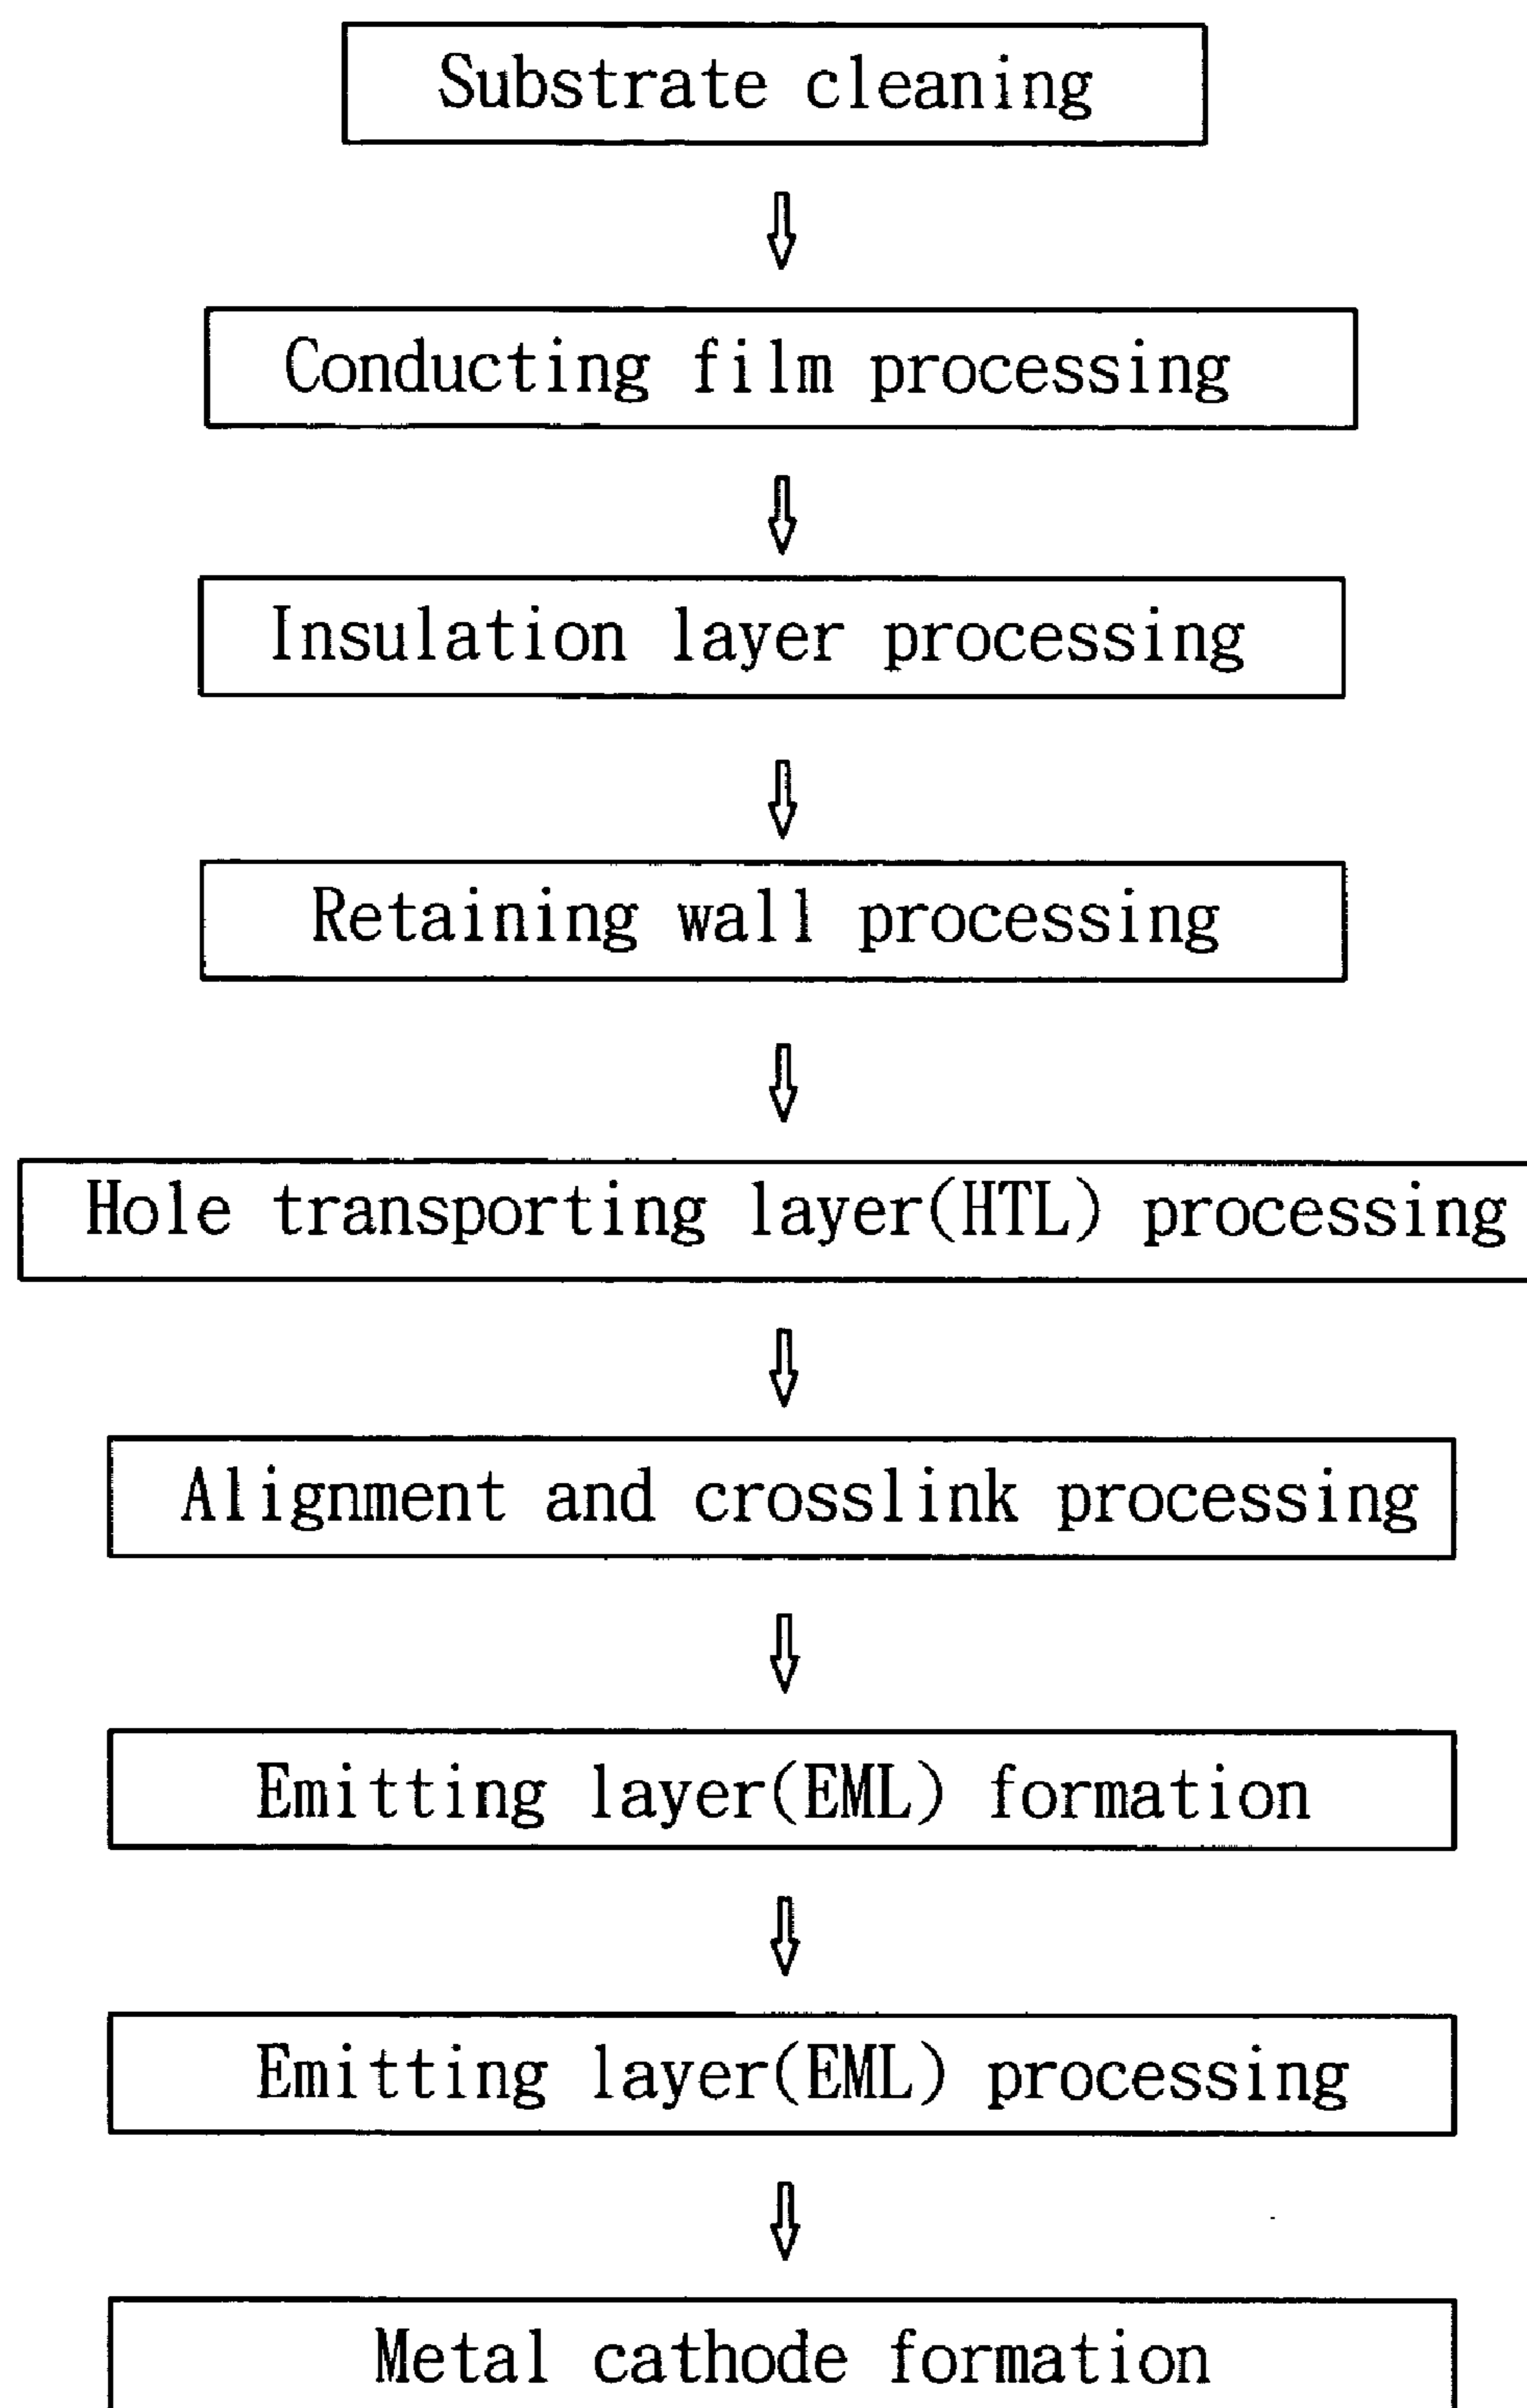 Substrate cleaning
Conducting film processing
Insulation layer processing
Retaining wall processing
Hole transporting layer(HTL) processing
Alignment and crosslink processing
Emitting layer(EML) formation
Emitting layer(EML) processing
Metal cathode formation